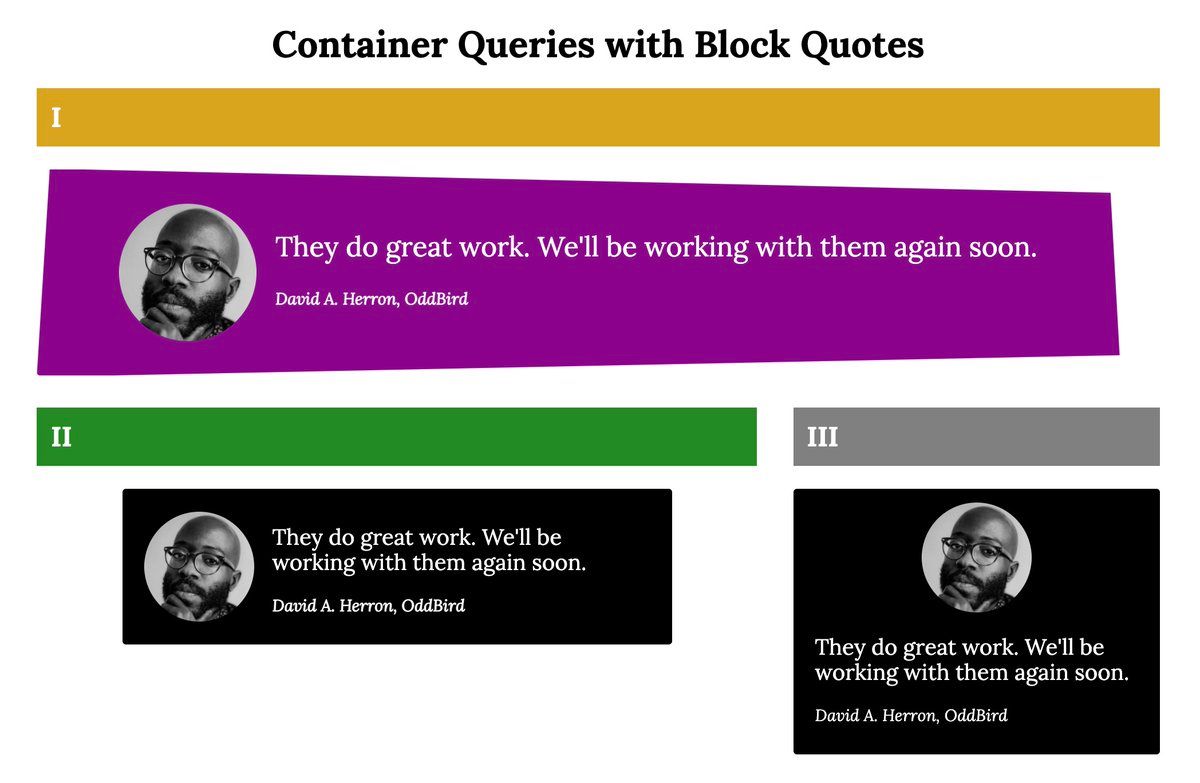 Container Queries with Block Quotes
I
They do great work. We'll be working with them again soon.
David A. Herron, OddBird
II
III
They do great work. We'll be
working with them again soon.
David A. Herron, OddBird
They do great work. We'll be
working with them again soon.
David A. Herron, OddBird